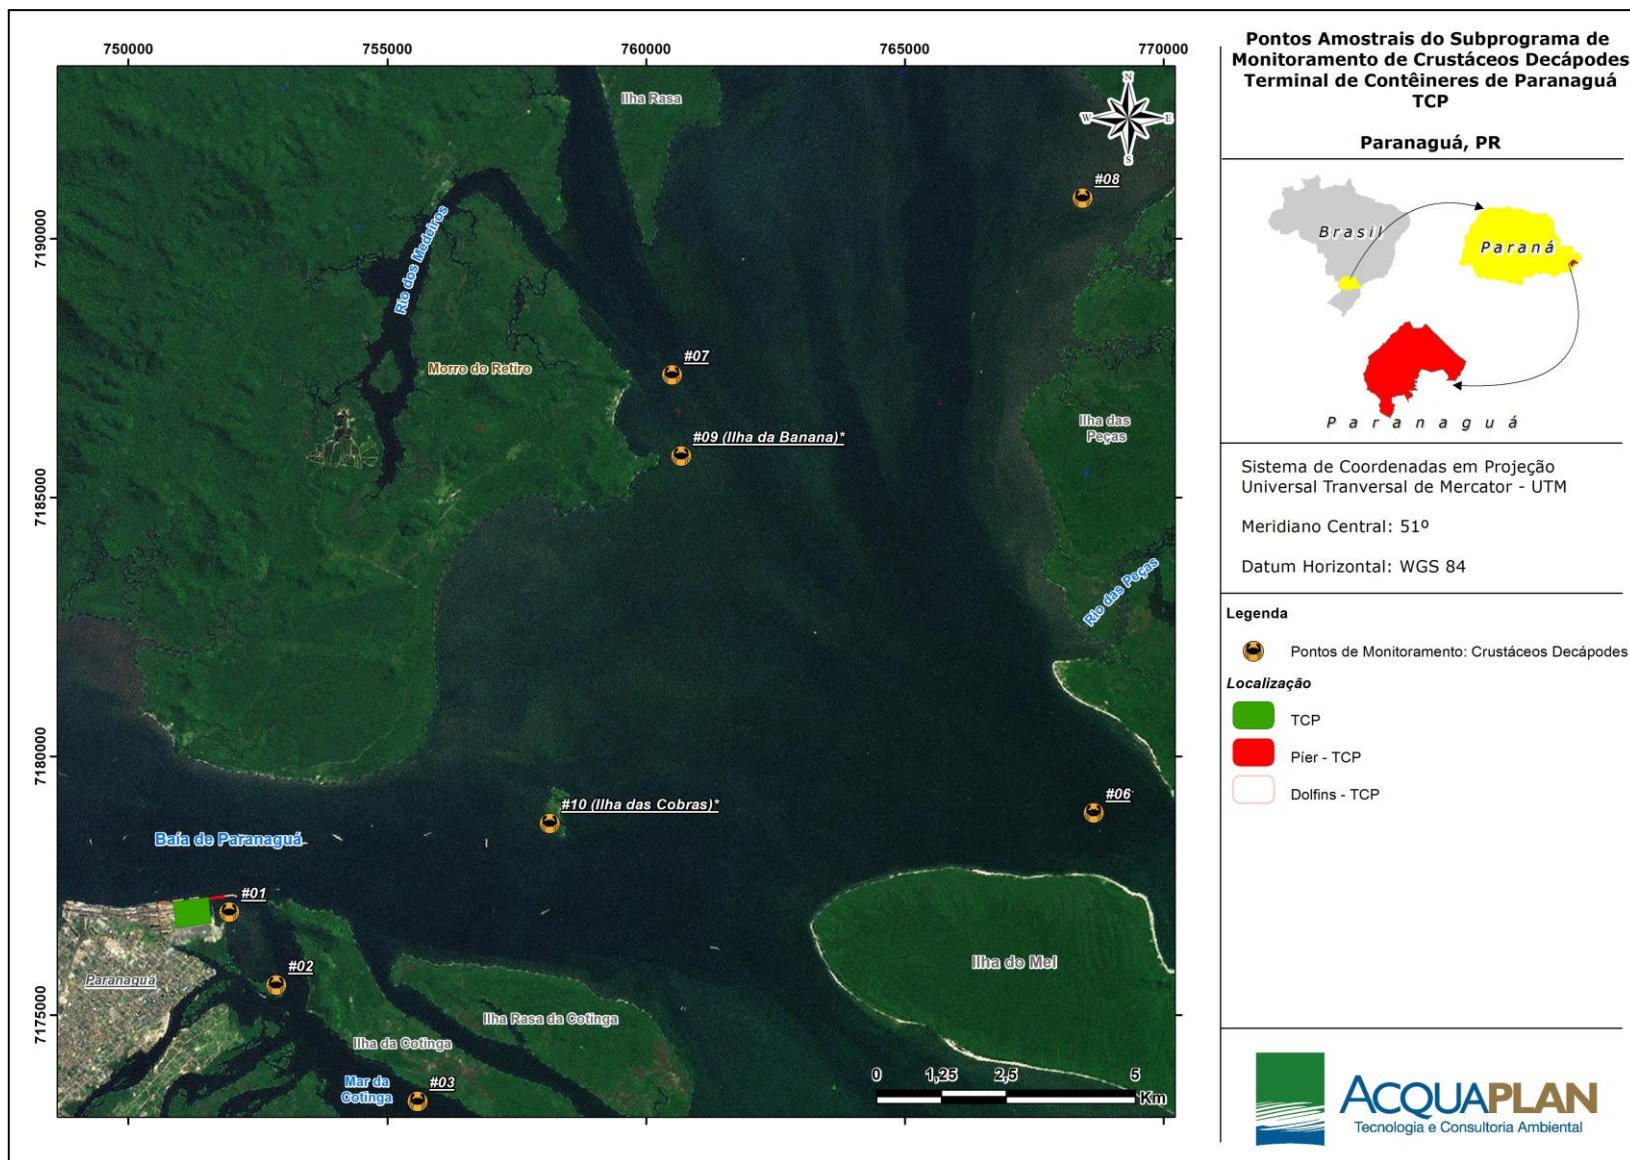 750000
755000
760000
765000
770000
7190000
7185000
7180000
7175000
Ilha Rasa
N
W
E
S
#08
Rio dos Medeiros
#07
Morro do Retiro
#09 (Ilha da Banana)*
Ilha das
Peças
Rio das Peças
#10 (Ilha das Cobras)*
#06
Baía de Paranaguá
#01
Paranaguá
#02
Ilha do Mel
Ilha Rasa da Cotinga
Ilha da Cotinga
Mar da
Cotinga
#03
0 1,25 2,5 5
Km
Pontos Amostrais do Subprograma de
Monitoramento de Crustáceos Decápodes
Terminal de Contêineres de Paranaguá
TCP
Paranaguá, PR
Brasil
Paraná
Paranaguá
Sistema de Coordenadas em Projeção
Universal Tranversal de Mercator - UTM
Meridiano Central: 51º
Datum Horizontal: WGS 84
Legenda
Pontos de Monitoramento: Crustáceos Decápodes
Localização
TCP
Píer - TCP
Dolfins - TCP
ACQUAPLAN
Tecnologia e Consultoria Ambiental